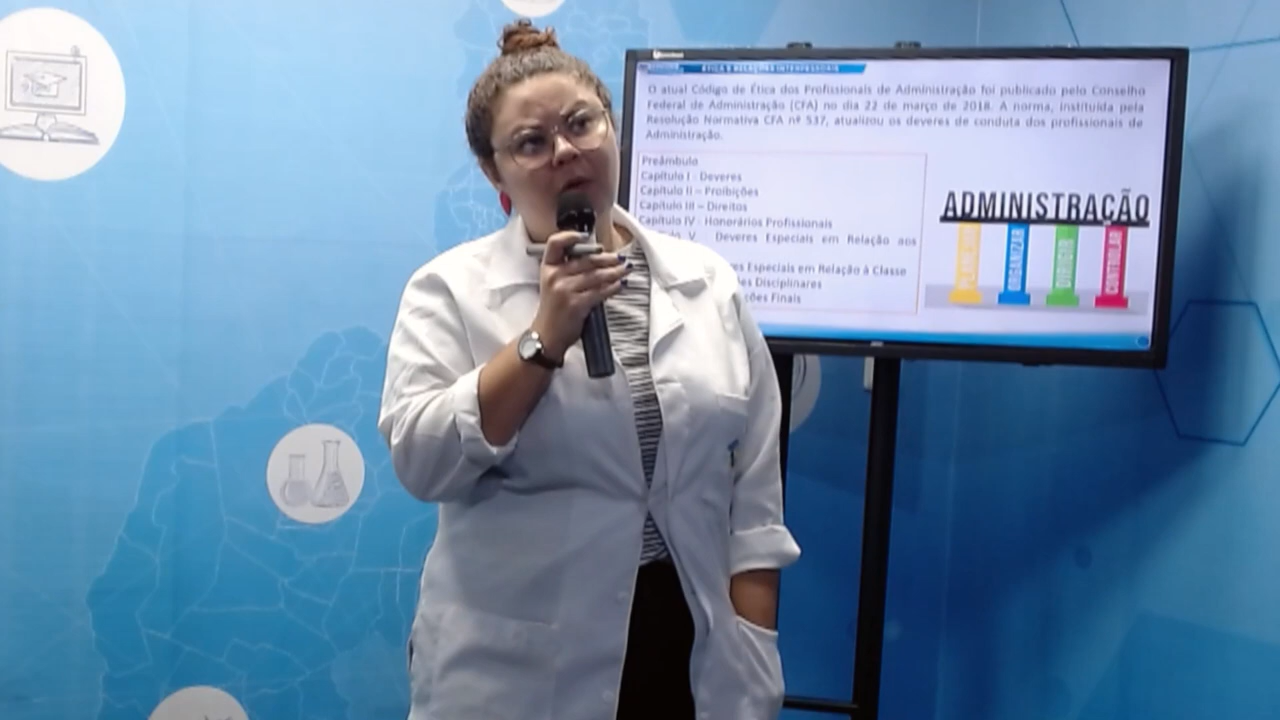 ÉTICA E RELAÇÕES INTERPESSOAIS
O atual Código de Ética dos Profissionais de Administração foi publicado pelo Conselho
Federal de Administração (CFA) no dia 22 de março de 2018. A norma, instituída pela
Resolução Normativa CFA nº 537, atualizou os deveres de conduta dos profissionais de
Administração.
Preâmbulo
Capítulo I - Deveres
Capítulo II – Proibições
Capítulo III – Direitos
Capítulo IV - Honorários Profissionais
V - Deveres Especiais em Relação aos
Especiais em Relação à Classe
Disciplinares
Finais
ADMINISTRAÇÃO
PLANEJAR
ORGANIZAR
DIRIGIR
CONTROLAR